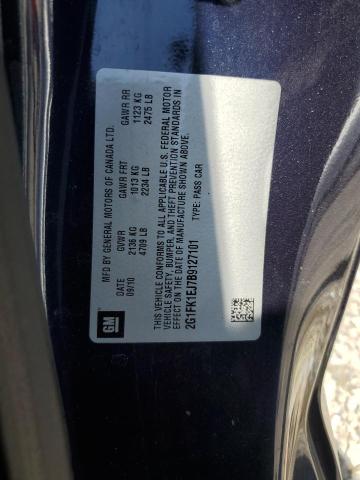 MFD BY GENERAL MOTORS OF CANADA LTD.
DATE GVWR GAWR FRT GAWR RR
09/10 2136 KG 1013 KG 1123 KG
4709 LB 2234 LB 2475 LB
THIS VEHICLE CONFORMS TO ALL APPLICABLE U.S. FEDERAL MOTOR
VEHICLE SAFETY, BUMPER, AND THEFT PREVENTION STANDARDS IN
EFFECT ON THE DATE OF MANUFACTURE SHOWN ABOVE.
2G1FK1EJ7B9127101 TYPE: PASS CAR
GM